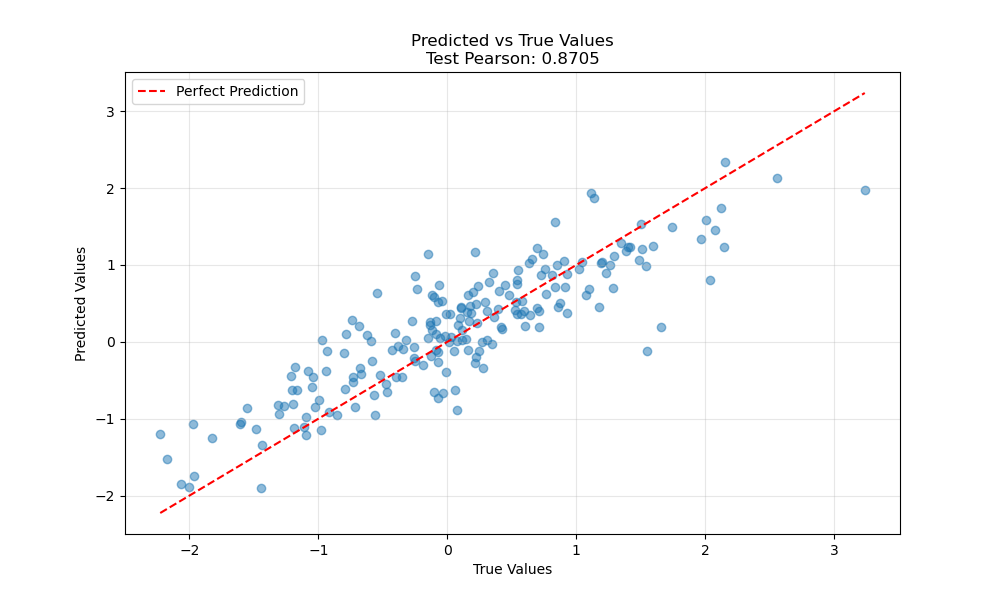 Predicted vs True Values
Test Pearson: 0.8705
Perfect Prediction
Predicted Values
3
2
1
0
−1
−2
−2
−1
0
1
2
3
True Values